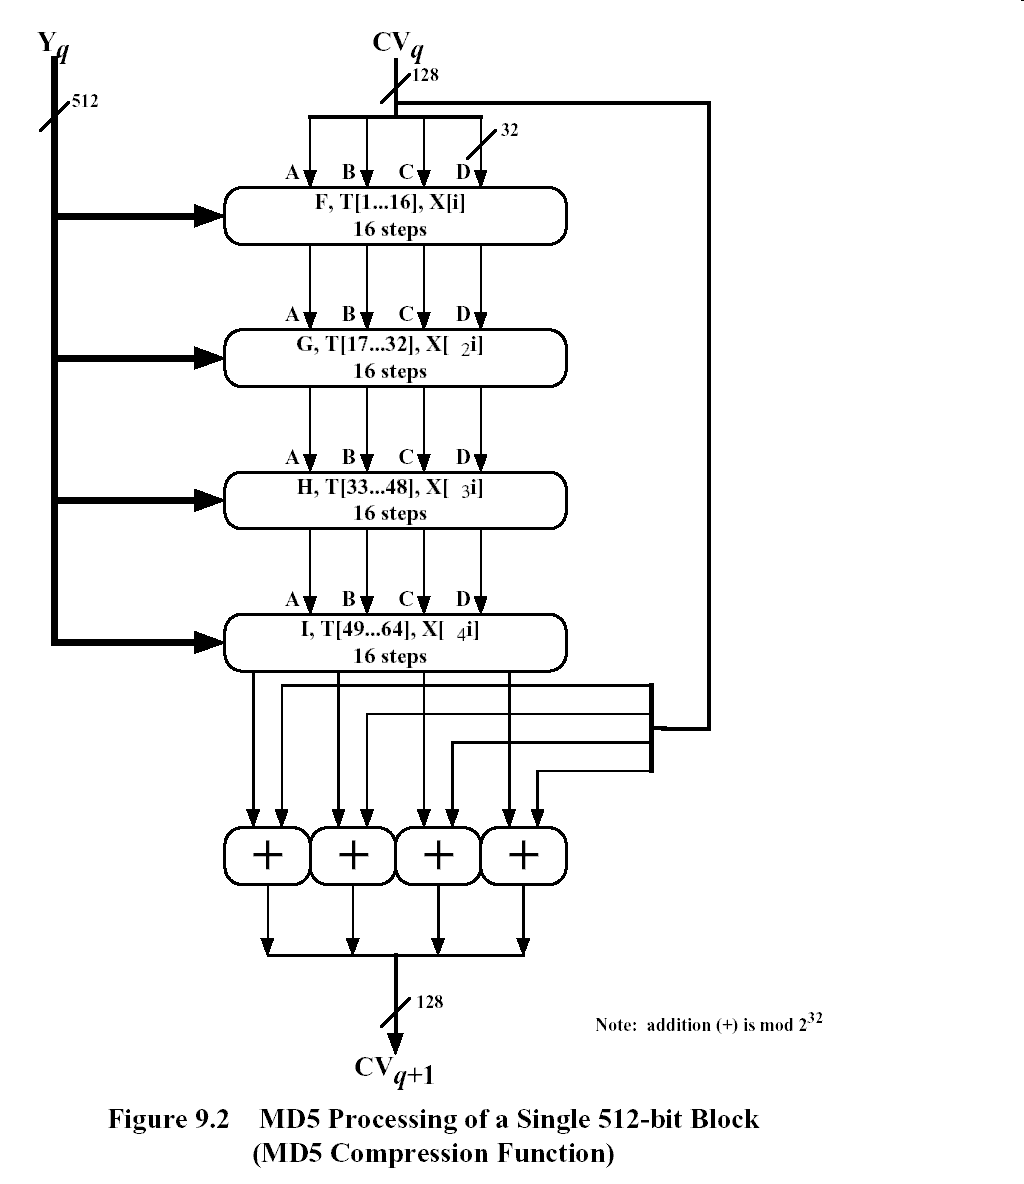 Yq CVq
128
512
32
A B C D
F, T[1...16], X[i]
16 steps
A B C D
G, T[17...32], X[ 2i]
16 steps
A B C D
H, T[33...48], X[ 3i]
16 steps
A B C D
I, T[49...64], X[ 4i]
16 steps
+ + + +
128
Note: addition (+) is mod 2^32
CVq+1
Figure 9.2 MD5 Processing of a Single 512-bit Block
(MD5 Compression Function)